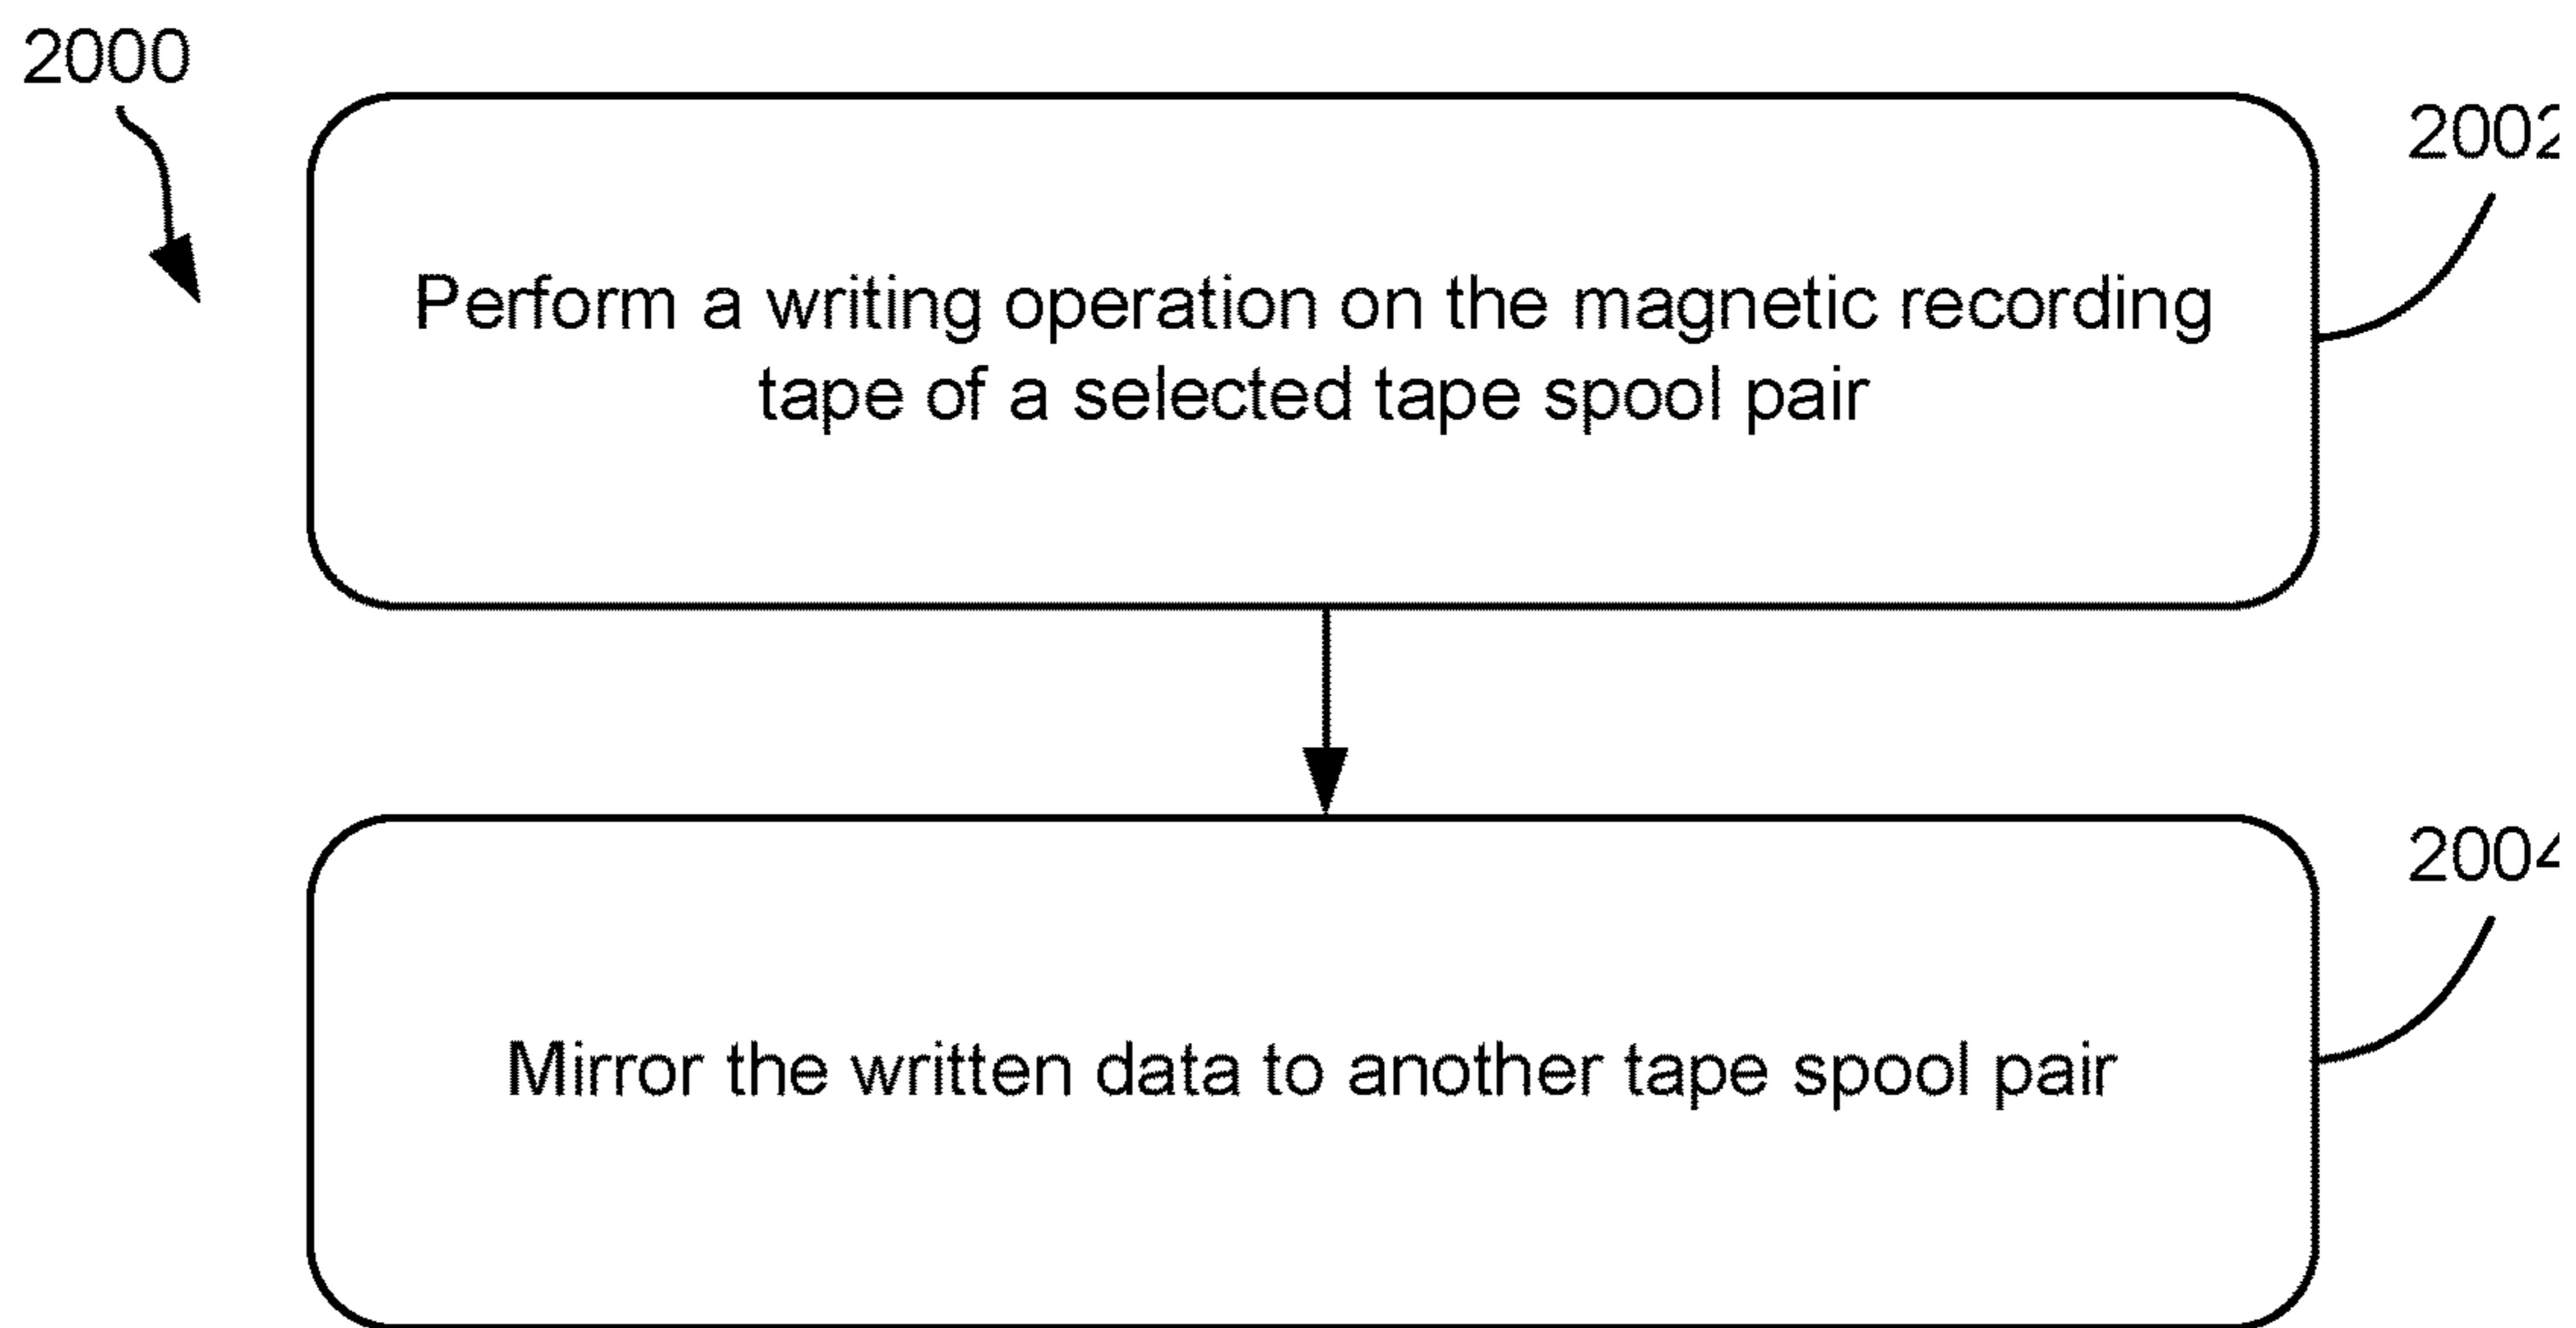 2000
2002
Perform a writing operation on the magnetic recording
tape of a selected tape spool pair
2004
Mirror the written data to another tape spool pair